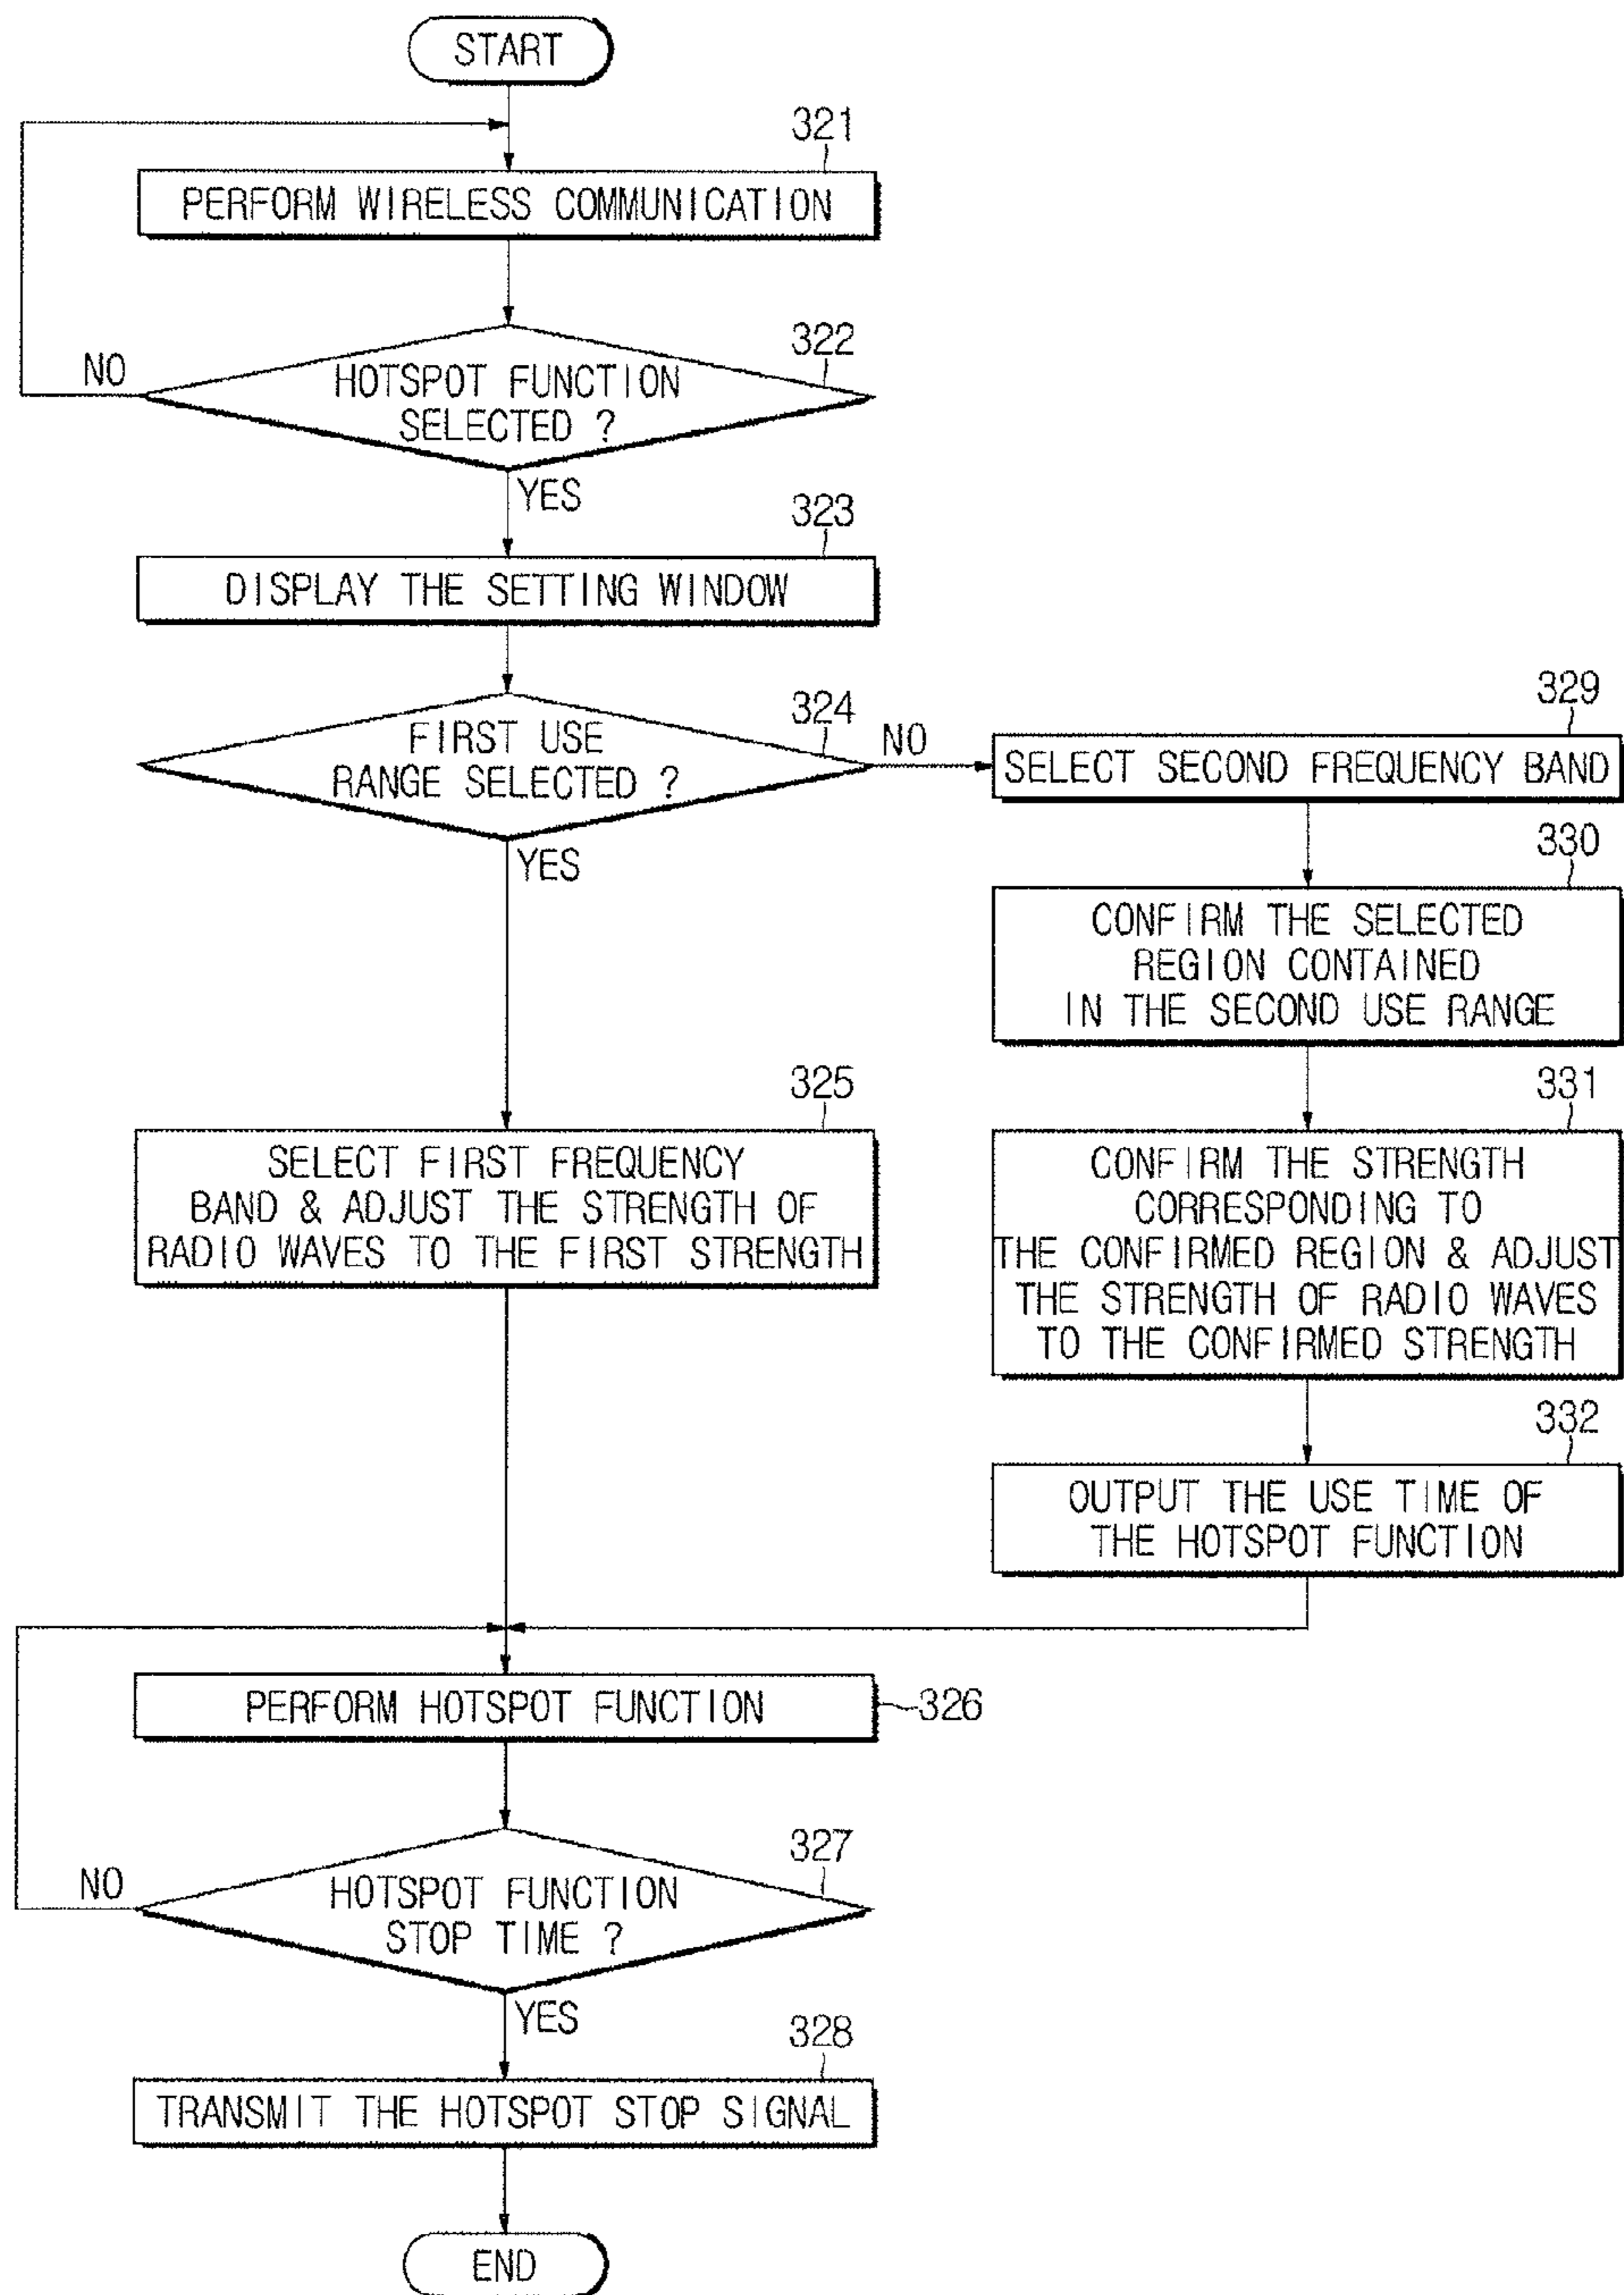 START
321
PERFORM WIRELESS COMMUNICATION
322
NO
HOTSPOT FUNCTION
SELECTED ?
YES
323
DISPLAY THE SETTING WINDOW
324
FIRST USE
RANGE SELECTED ?
NO
YES
329
SELECT SECOND FREQUENCY BAND
330
CONFIRM THE SELECTED
REGION CONTAINED
IN THE SECOND USE RANGE
325
SELECT FIRST FREQUENCY
BAND & ADJUST THE STRENGTH OF
RADIO WAVES TO THE FIRST STRENGTH
331
CONFIRM THE STRENGTH
CORRESPONDING TO
THE CONFIRMED REGION & ADJUST
THE STRENGTH OF RADIO WAVES
TO THE CONFIRMED STRENGTH
332
OUTPUT THE USE TIME OF
THE HOTSPOT FUNCTION
PERFORM HOTSPOT FUNCTION
326
327
NO
HOTSPOT FUNCTION
STOP TIME ?
YES
328
TRANSMIT THE HOTSPOT STOP SIGNAL
END